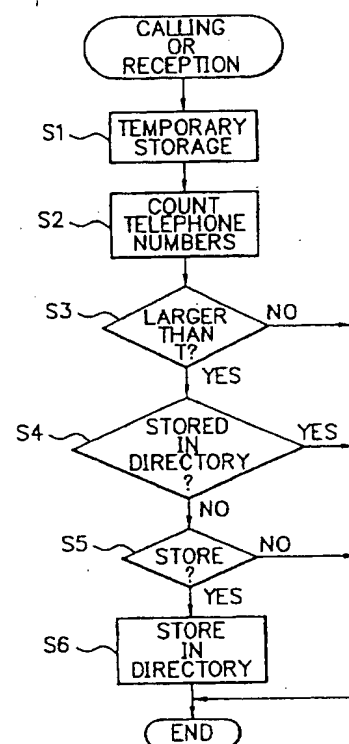 CALLING
OR
RECEPTION
S1
TEMPORARY
STORAGE
S2
COUNT
TELEPHONE
NUMBERS
S3
LARGER
THAN
T?
NO
YES
S4
STORED
IN
DIRECTORY
?
YES
NO
S5
STORE
?
NO
YES
S6
STORE
IN
DIRECTORY
END